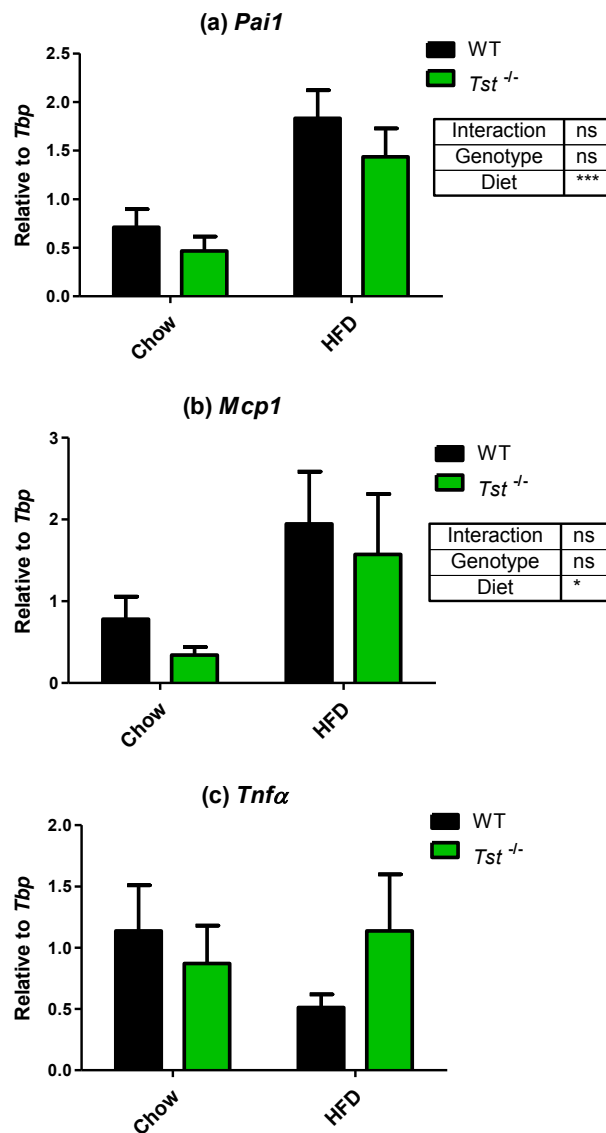 (a) Pai1
2.5
2.0
1.5
1.0
0.5
0.0
Relative to Tbp
Chow
HFD
WT
Tst -/-
Interaction ns
Genotype ns
Diet ***
(b) Mcp1
3
2
1
0
Relative to Tbp
Chow
HFD
WT
Tst -/-
Interaction ns
Genotype ns
Diet *
(c) Tnfα
2.0
1.5
1.0
0.5
0.0
Relative to Tbp
Chow
HFD
WT
Tst -/-